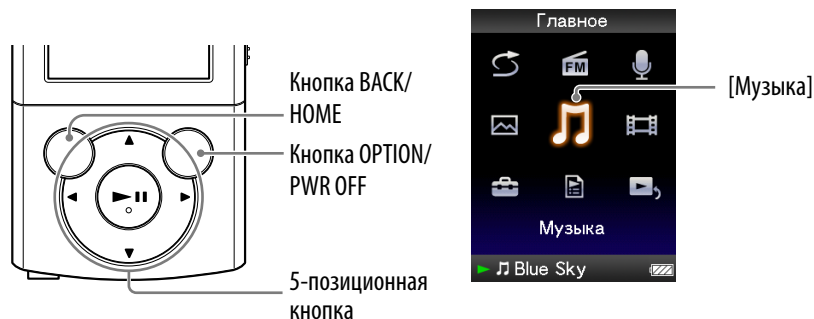 Кнопка BACK/
HOME
Кнопка OPTION/
PWR OFF
5-позиционная
кнопка
Главное
FM
[Музыка]
Музыка
Blue Sky